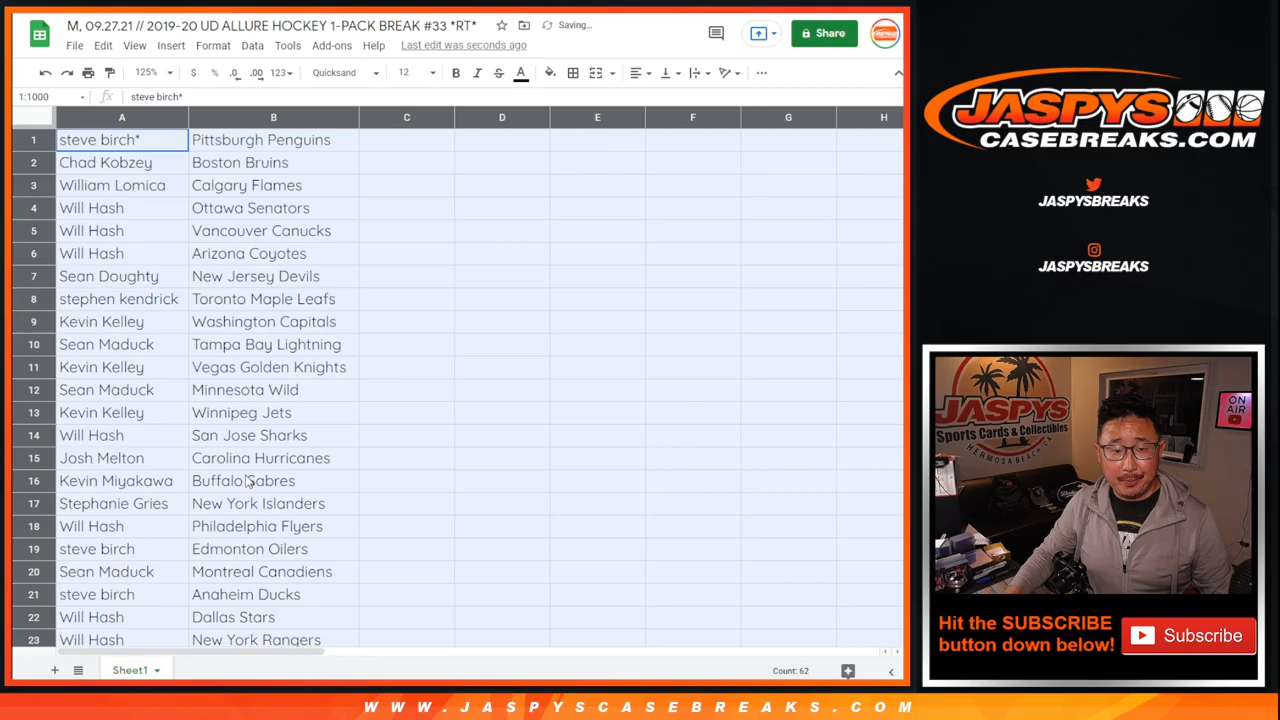 M, 09.27.21 // 2019-20 UD ALLURE HOCKEY 1-PACK BREAK #33 *RT*
Saving...
File Edit View Insert Format Data Tools Add-ons Help Last edit was seconds ago
Share
125% $ % .0 .00 123 Quicksand 12 B I S A
1:1000 fx steve birch*
A B C D E F G H
1 steve birch* Pittsburgh Penguins
2 Chad Kobzey Boston Bruins
3 William Lomica Calgary Flames
4 Will Hash Ottawa Senators
5 Will Hash Vancouver Canucks
6 Will Hash Arizona Coyotes
7 Sean Doughty New Jersey Devils
8 stephen kendrick Toronto Maple Leafs
9 Kevin Kelley Washington Capitals
10 Sean Maduck Tampa Bay Lightning
11 Kevin Kelley Vegas Golden Knights
12 Sean Maduck Minnesota Wild
13 Kevin Kelley Winnipeg Jets
14 Will Hash San Jose Sharks
15 Josh Melton Carolina Hurricanes
16 Kevin Miyakawa Buffalo Sabres
17 Stephanie Gries New York Islanders
18 Will Hash Philadelphia Flyers
19 steve birch Edmonton Oilers
20 Sean Maduck Montreal Canadiens
21 steve birch Anaheim Ducks
22 Will Hash Dallas Stars
23 Will Hash New York Rangers
Sheet1
Count: 62
JASPYS
CASEBREAKS.COM
JASPYSBREAKS
JASPYSBREAKS
JASPYS
Sports Cards & Collectibles
HERMOSA BEACH, CA
ON
AIR
Hit the SUBSCRIBE
button down below!
Subscribe
WWW.JASPYSCASEBREAKS.COM